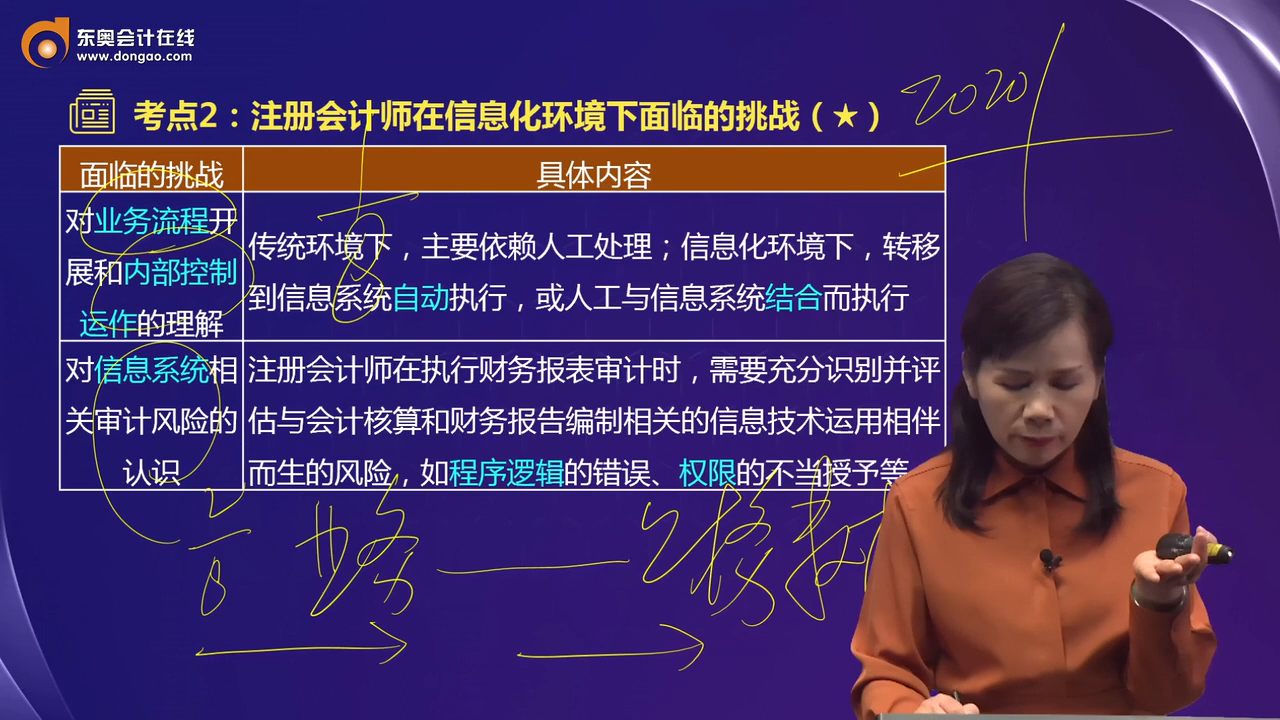 东奥会计在线
www.dongao.com
考点2：注册会计师在信息化环境下面临的挑战（★）
2020
面临的挑战
具体内容
对业务流程开
展和内部控制
运作的理解
传统环境下，主要依赖人工处理；信息化环境下，转移
到信息系统自动执行，或人工与信息系统结合而执行
对信息系统相
关审计风险的
认识
注册会计师在执行财务报表审计时，需要充分识别并评
估与会计核算和财务报告编制相关的信息技术运用相伴
而生的风险，如程序逻辑的错误、权限的不当授予等